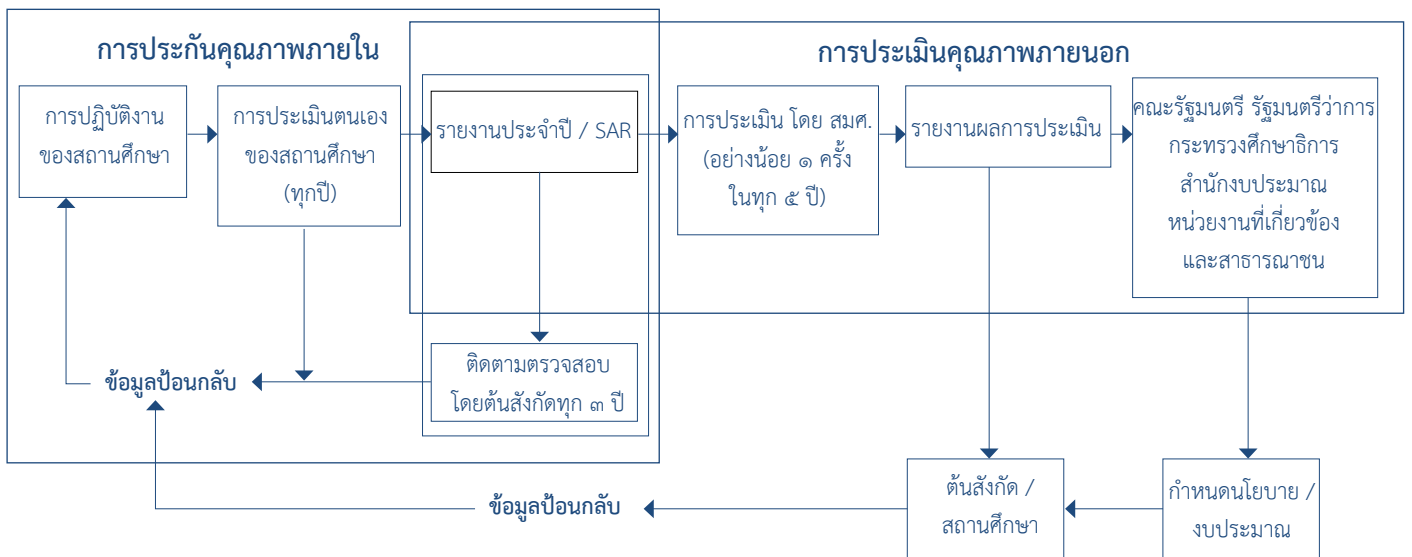 การประกันคุณภาพภายใน
การประเมินคุณภาพภายนอก
การปฏิบัติงาน
ของสถานศึกษา
การประเมินตนเอง
ของสถานศึกษา
(ทุกปี)
รายงานประจำปี / SAR
การประเมิน โดย สมศ.
(อย่างน้อย ๑ ครั้ง
ในทุก ๕ ปี)
รายงานผลการประเมิน
คณะรัฐมนตรี รัฐมนตรีว่าการ
กระทรวงศึกษาธิการ
สำนักงบประมาณ
หน่วยงานที่เกี่ยวข้อง
และสาธารณาชน
ข้อมูลป้อนกลับ
ติดตามตรวจสอบ
โดยต้นสังกัดทุก ๓ ปี
ข้อมูลป้อนกลับ
ต้นสังกัด /
สถานศึกษา
กำหนดนโยบาย /
งบประมาณ